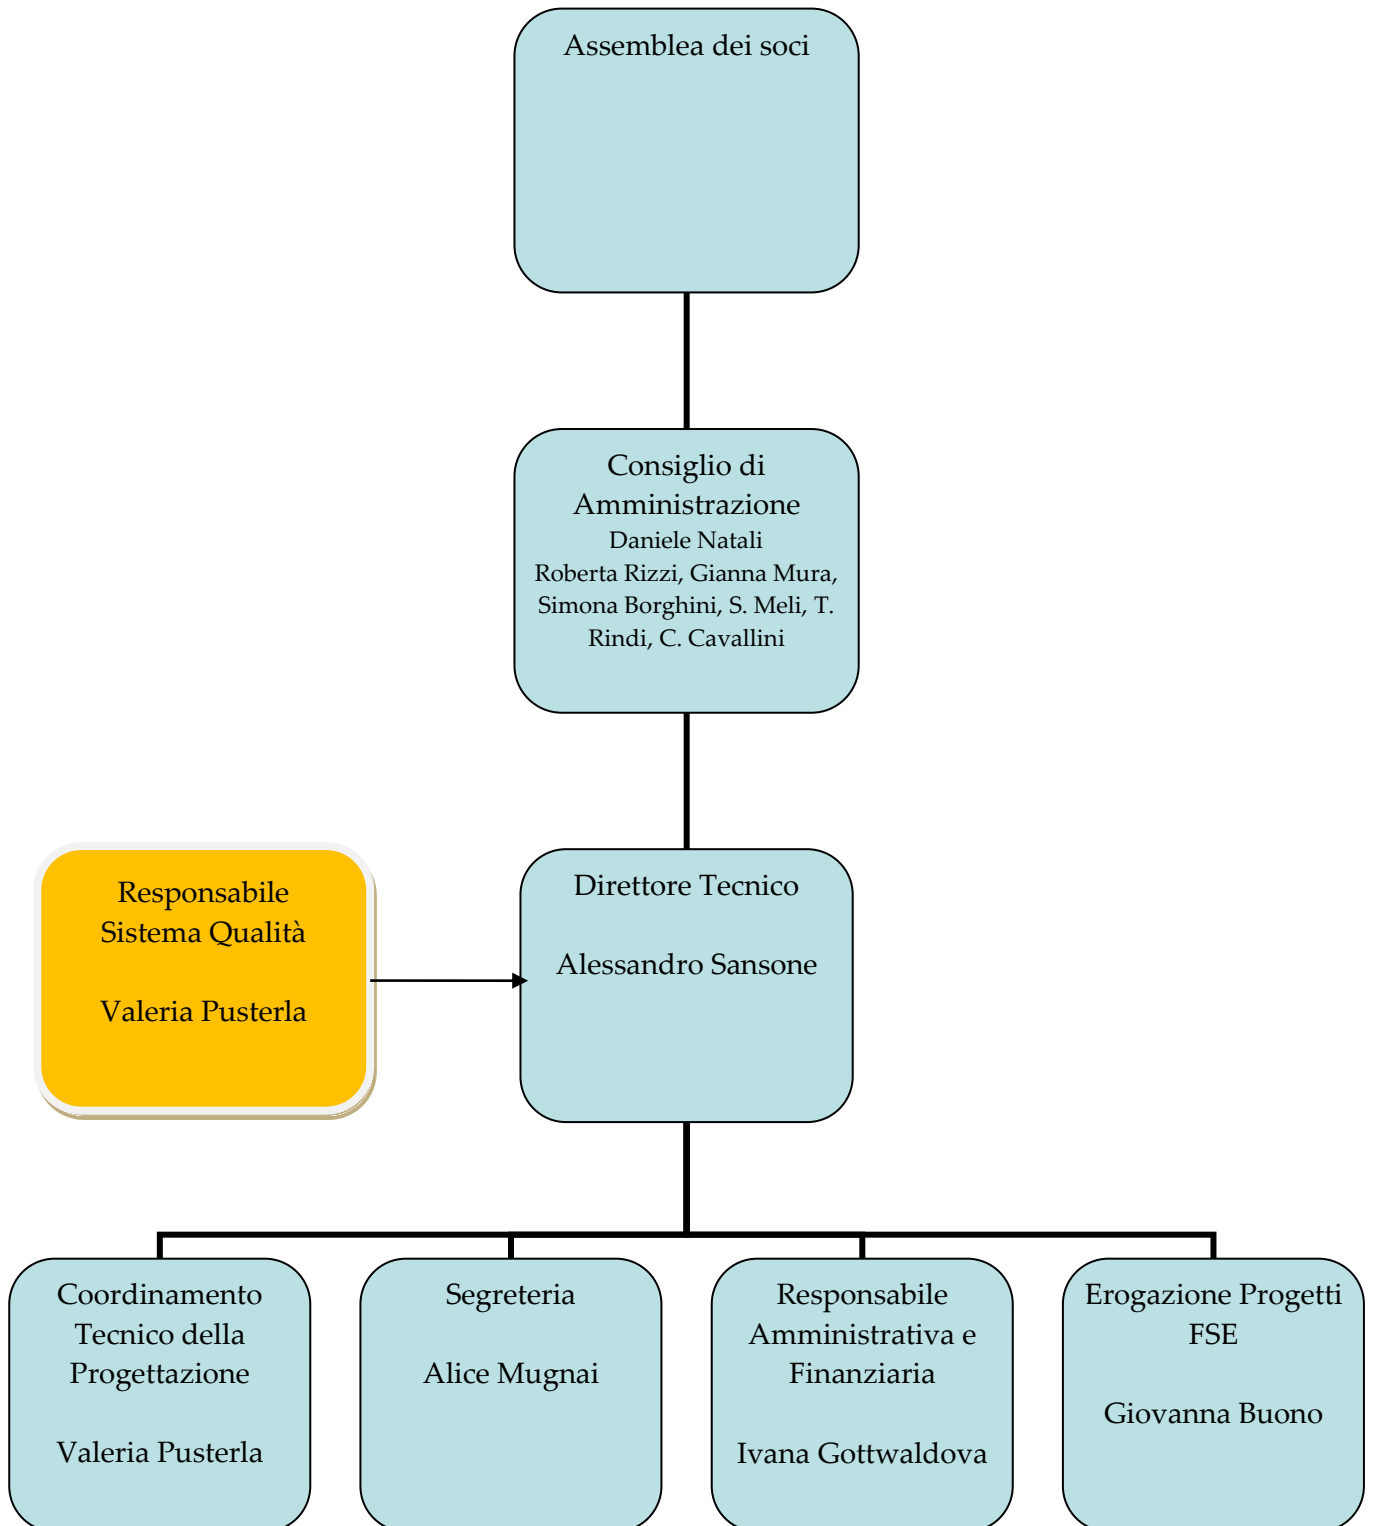 Assemblea dei soci
Consiglio di
Amministrazione
Daniele Natali
Roberta Rizzi, Gianna Mura,
Simona Borghini, S. Meli, T.
Rindi, C. Cavallini
Responsabile
Sistema Qualità
Valeria Pusterla
Direttore Tecnico
Alessandro Sansone
Coordinamento
Tecnico della
Progettazione
Valeria Pusterla
Segreteria
Alice Mugnai
Responsabile
Amministrativa e
Finanziaria
Ivana Gottwaldova
Erogazione Progetti
FSE
Giovanna Buono